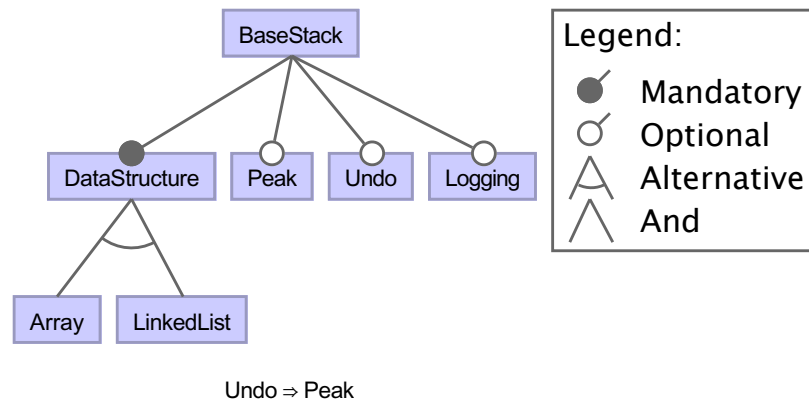 BaseStack
DataStructure
Peak
Undo
Logging
Array
LinkedList
Undo ⇒ Peak
Legend:
Mandatory
Optional
Alternative
And